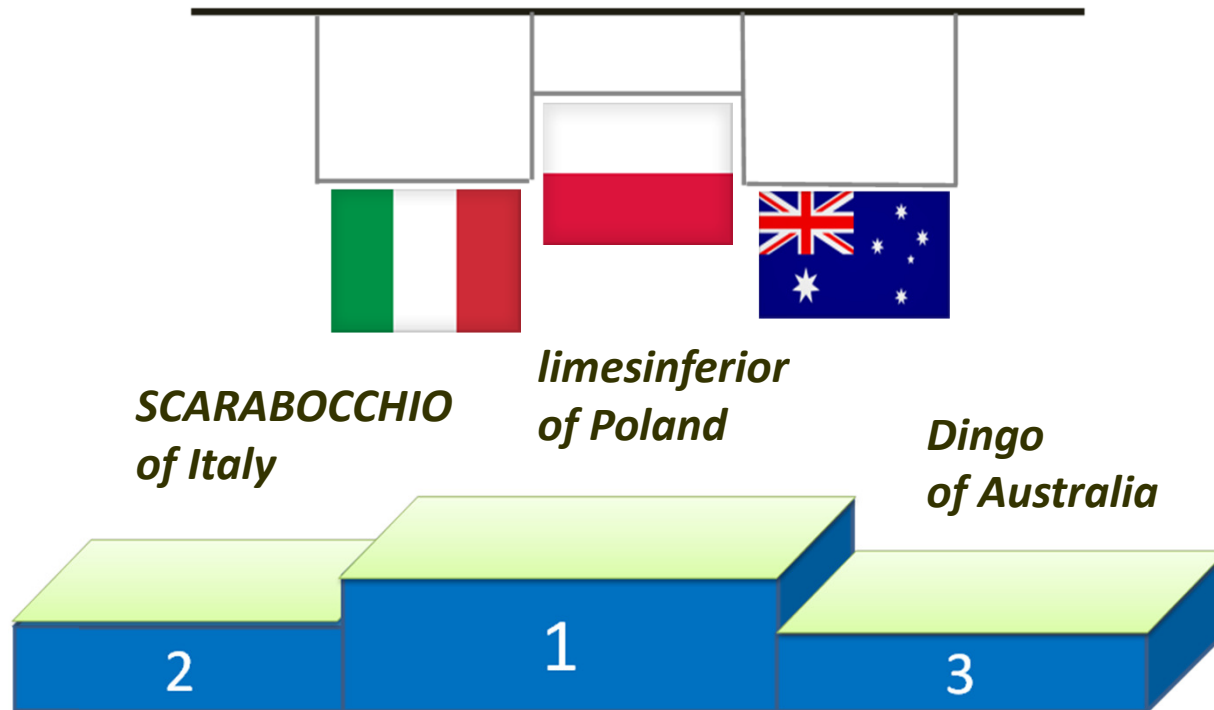 SCARABOCCHIO
of Italy
limesinferior
of Poland
Dingo
of Australia
2
1
3